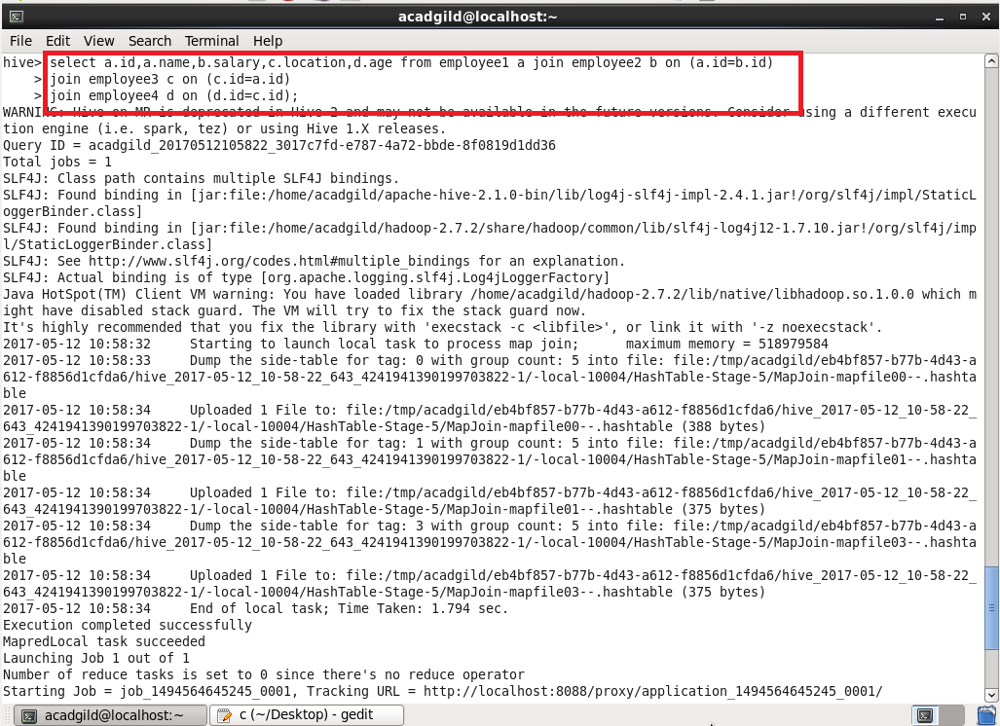 acadgild@localhost:~
File Edit View Search Terminal Help
hive> select a.id,a.name,b.salary,c.location,d.age from employee1 a join employee2 b on (a.id=b.id)
> join employee3 c on (c.id=a.id)
> join employee4 d on (d.id=c.id);
WARNING: Hive-on-MR is deprecated in Hive 2 and may not be available in the future versions. Consider using a different execu
tion engine (i.e. spark, tez) or using Hive 1.X releases.
Query ID = acadgild_20170512105822_3017c7fd-e787-4a72-bbde-8f0819d1dd36
Total jobs = 1
SLF4J: Class path contains multiple SLF4J bindings.
SLF4J: Found binding in [jar:file:/home/acadgild/apache-hive-2.1.0-bin/lib/log4j-slf4j-impl-2.4.1.jar!/org/slf4j/impl/StaticL
oggerBinder.class]
SLF4J: Found binding in [jar:file:/home/acadgild/hadoop-2.7.2/share/hadoop/common/lib/slf4j-log4j12-1.7.10.jar!/org/slf4j/imp
l/StaticLoggerBinder.class]
SLF4J: See http://www.slf4j.org/codes.html#multiple_bindings for an explanation.
SLF4J: Actual binding is of type [org.apache.logging.slf4j.Log4jLoggerFactory]
Java HotSpot(TM) Client VM warning: You have loaded library /home/acadgild/hadoop-2.7.2/lib/native/libhadoop.so.1.0.0 which m
ight have disabled stack guard. The VM will try to fix the stack guard now.
It's highly recommended that you fix the library with 'execstack -c <libfile>', or link it with '-z noexecstack'.
2017-05-12 10:58:32 Starting to launch local task to process map join; maximum memory = 518979584
2017-05-12 10:58:33 Dump the side-table for tag: 0 with group count: 5 into file: file:/tmp/acadgild/eb4bf857-b77b-4d43-a
612-f8856d1cfda6/hive_2017-05-12_10-58-22_643_4241941390199703822-1/-local-10004/HashTable-Stage-5/MapJoin-mapfile00--.hashta
ble
2017-05-12 10:58:34 Uploaded 1 File to: file:/tmp/acadgild/eb4bf857-b77b-4d43-a612-f8856d1cfda6/hive_2017-05-12_10-58-22_
643_4241941390199703822-1/-local-10004/HashTable-Stage-5/MapJoin-mapfile00--.hashtable (388 bytes)
2017-05-12 10:58:34 Dump the side-table for tag: 1 with group count: 5 into file: file:/tmp/acadgild/eb4bf857-b77b-4d43-a
612-f8856d1cfda6/hive_2017-05-12_10-58-22_643_4241941390199703822-1/-local-10004/HashTable-Stage-5/MapJoin-mapfile01--.hashta
ble
2017-05-12 10:58:34 Uploaded 1 File to: file:/tmp/acadgild/eb4bf857-b77b-4d43-a612-f8856d1cfda6/hive_2017-05-12_10-58-22_
643_4241941390199703822-1/-local-10004/HashTable-Stage-5/MapJoin-mapfile01--.hashtable (375 bytes)
2017-05-12 10:58:34 Dump the side-table for tag: 3 with group count: 5 into file: file:/tmp/acadgild/eb4bf857-b77b-4d43-a
612-f8856d1cfda6/hive_2017-05-12_10-58-22_643_4241941390199703822-1/-local-10004/HashTable-Stage-5/MapJoin-mapfile03--.hashta
ble
2017-05-12 10:58:34 Uploaded 1 File to: file:/tmp/acadgild/eb4bf857-b77b-4d43-a612-f8856d1cfda6/hive_2017-05-12_10-58-22_
643_4241941390199703822-1/-local-10004/HashTable-Stage-5/MapJoin-mapfile03--.hashtable (375 bytes)
2017-05-12 10:58:34 End of local task; Time Taken: 1.794 sec.
Execution completed successfully
MapredLocal task succeeded
Launching Job 1 out of 1
Number of reduce tasks is set to 0 since there's no reduce operator
Starting Job = job_1494564645245_0001, Tracking URL = http://localhost:8088/proxy/application_1494564645245_0001/
acadgild@localhost:~
c (~/Desktop) - gedit